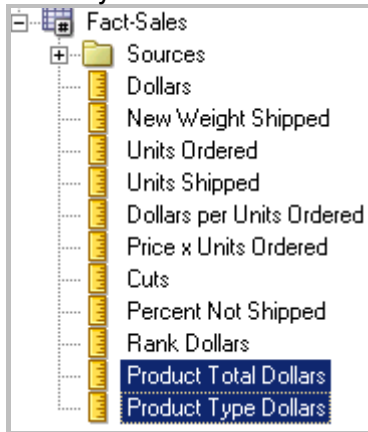 Fact-Sales
Sources
Dollars
New Weight Shipped
Units Ordered
Units Shipped
Dollars per Units Ordered
Price x Units Ordered
Cuts
Percent Not Shipped
Rank Dollars
Product Total Dollars
Product Type Dollars